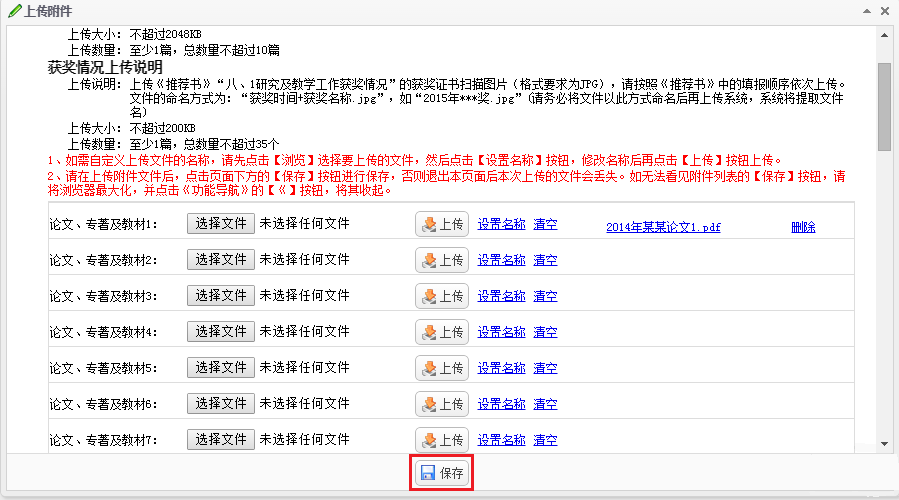 上传附件
上传大小: 不超过2048KB
上传数量: 至少1篇，总数量不超过10篇
获奖情况上传说明
上传说明: 上传《推荐书》“八、1研究及教学工作获奖情况”的获奖证书扫描图片（格式要求为JPG），请按照《推荐书》中的填报顺序依次上传。
文件的命名方式为: “获奖时间+获奖名称.jpg”，如“2015年***奖.jpg”(请务必将文件以此方式命名后再上传系统，系统将提取文件
名)
上传大小: 不超过200KB
上传数量: 至少1篇，总数量不超过35个
1、如需自定义上传文件的名称，请先点击【浏览】选择要上传的文件，然后点击【设置名称】按钮，修改名称后再点击【上传】按钮上传。
2、请在上传附件文件后，点击页面下方的【保存】按钮进行保存，否则退出本页面后本次上传的文件会丢失。如无法看见附件列表的【保存】按钮，请
将浏览器最大化，并点击《功能导航》的【《】按钮，将其收起。
论文、专著及教材1: 选择文件 未选择任何文件 上传 设置名称 清空 2014年某某论文1.pdf 删除
论文、专著及教材2: 选择文件 未选择任何文件 上传 设置名称 清空
论文、专著及教材3: 选择文件 未选择任何文件 上传 设置名称 清空
论文、专著及教材4: 选择文件 未选择任何文件 上传 设置名称 清空
论文、专著及教材5: 选择文件 未选择任何文件 上传 设置名称 清空
论文、专著及教材6: 选择文件 未选择任何文件 上传 设置名称 清空
论文、专著及教材7: 选择文件 未选择任何文件 上传 设置名称 清空
保存